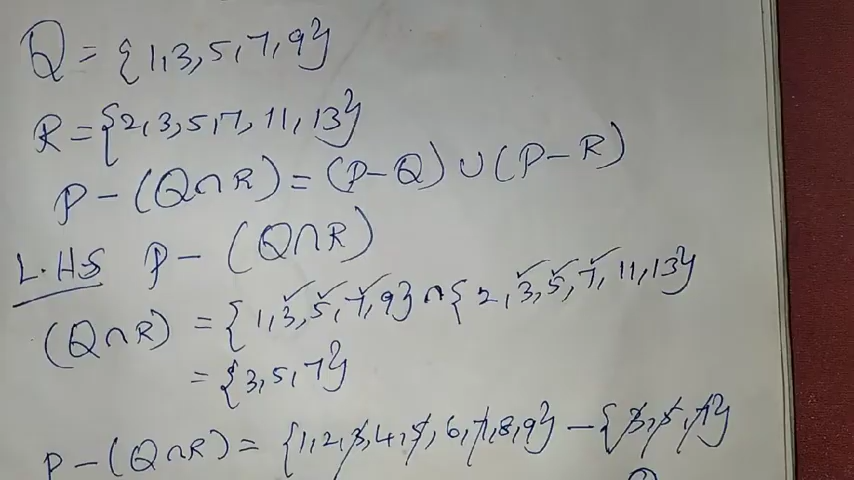 Q = {1,3,5,7,9}
R = {2,3,5,7,11,13}
P - (Q∩R) = (P-Q) ∪ (P-R)
L.HS P - (Q∩R)
(Q∩R) = {1,3,5,7,9} ∩ {2,3,5,7,11,13}
= {3,5,7}
P-(Q∩R) = {1,2,3,4,5,6,7,8,9} - {3,5,7}